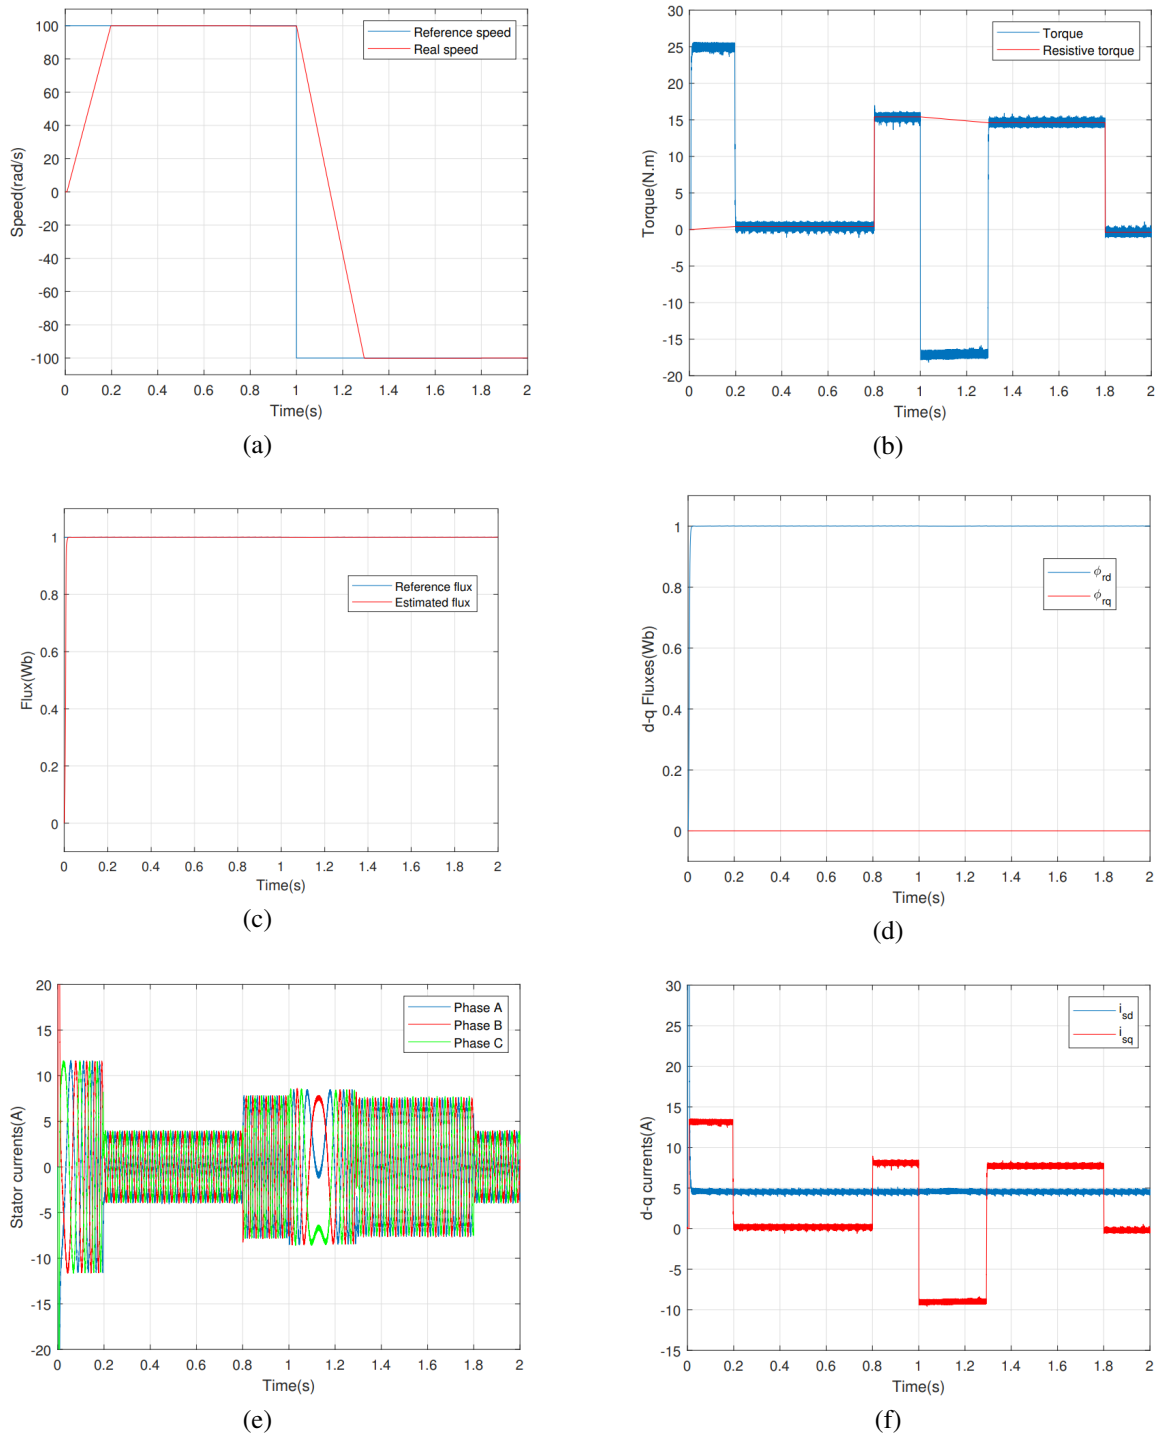 100
80
60
40
20
0
-20
-40
-60
-80
-100
Speed(rad/s)
Reference speed
Real speed
0 0.2 0.4 0.6 0.8 1 1.2 1.4 1.6 1.8 2
Time(s)
(a)
30
25
20
15
10
5
0
-5
-10
-15
-20
Torque(N.m)
Torque
Resistive torque
0 0.2 0.4 0.6 0.8 1 1.2 1.4 1.6 1.8 2
Time(s)
(b)
1
0.8
0.6
0.4
0.2
0
Flux(Wb)
Reference flux
Estimated flux
0 0.2 0.4 0.6 0.8 1 1.2 1.4 1.6 1.8 2
Time(s)
(c)
1
0.8
0.6
0.4
0.2
0
d-q Fluxes(Wb)
ϕrd
ϕrq
0 0.2 0.4 0.6 0.8 1 1.2 1.4 1.6 1.8 2
Time(s)
(d)
20
15
10
5
0
-5
-10
-15
-20
Stator currents(A)
Phase A
Phase B
Phase C
0 0.2 0.4 0.6 0.8 1 1.2 1.4 1.6 1.8 2
Time(s)
(e)
30
25
20
15
10
5
0
-5
-10
-15
d-q currents(A)
isd
isq
0 0.2 0.4 0.6 0.8 1 1.2 1.4 1.6 1.8 2
Time(s)
(f)